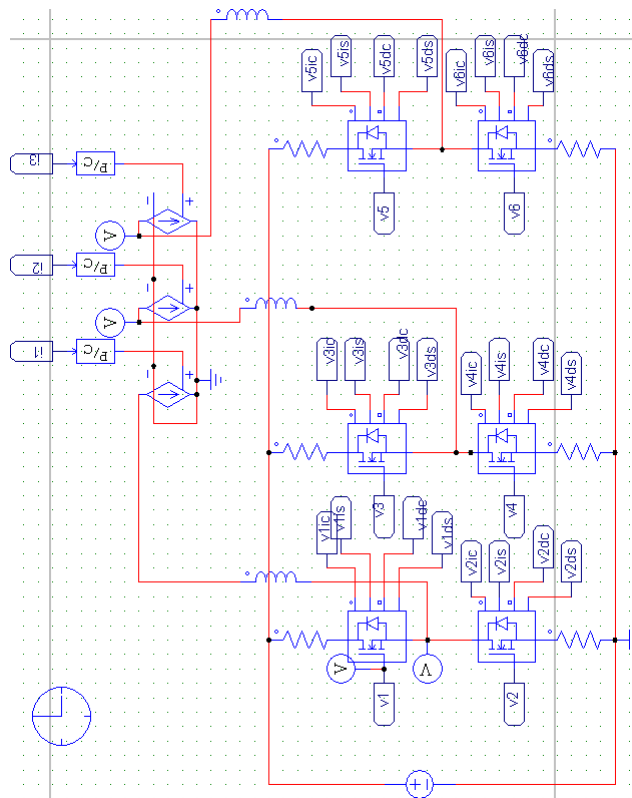 v5ic
v5is
v5dc
v5ds
v6ic
v6is
v6dc
v6ds
i3
P/C
v5
v6
V
i2
P/C
V
i1
P/C
v3ic
v3is
v3dc
v3ds
v4ic
v4is
v4dc
v4ds
v3
v4
v1ic
v1is
v1dc
v1ds
v2ic
v2is
v2dc
v2ds
V
V
v1
v2